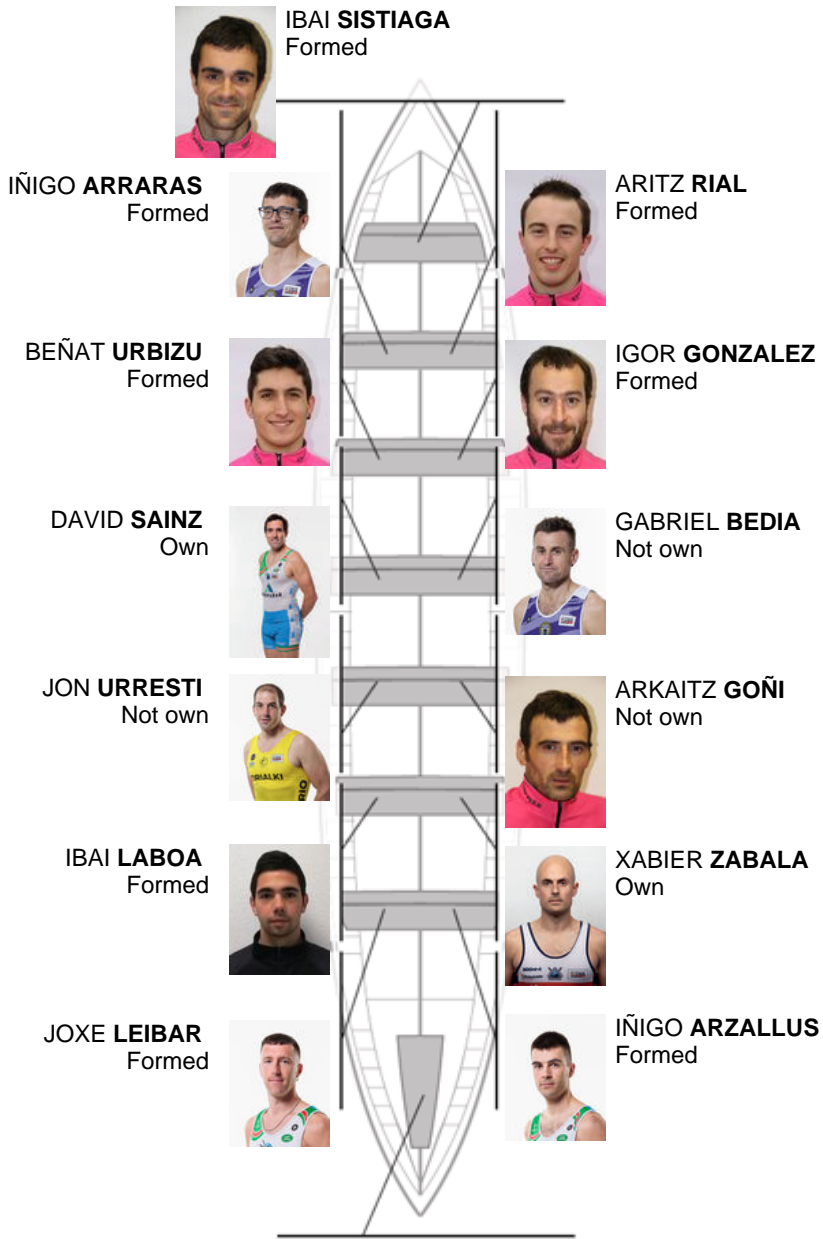 IBAI SISTIAGA
Formed
IÑIGO ARRARAS
Formed
ARITZ RIAL
Formed
BEÑAT URBIZU
Formed
IGOR GONZALEZ
Formed
DAVID SAINZ
Own
GABRIEL BEDIA
Not own
JON URRESTI
Not own
ARKAITZ GOÑI
Not own
IBAI LABOA
Formed
XABIER ZABALA
Own
JOXE LEIBAR
Formed
IÑIGO ARZALLUS
Formed